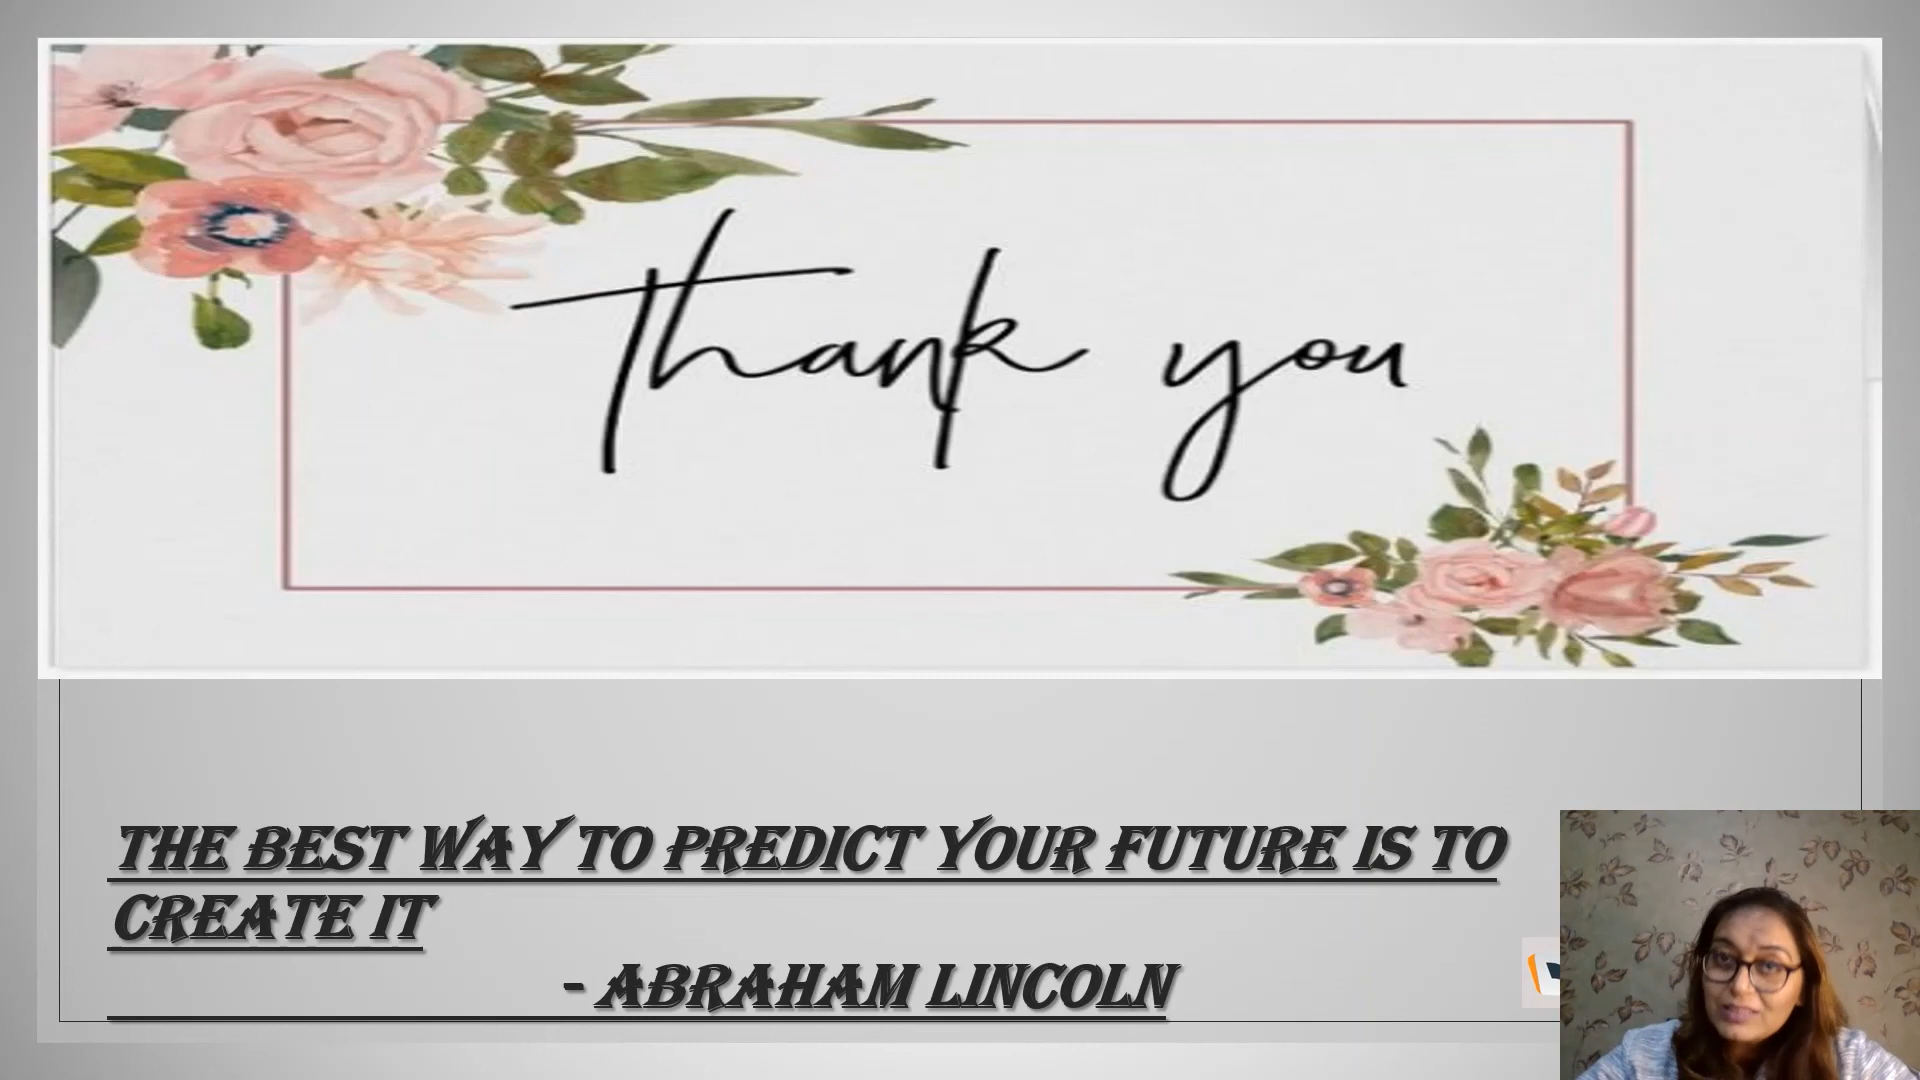 Thank you
THE BEST WAY TO PREDICT YOUR FUTURE IS TO
CREATE IT
- ABRAHAM LINCOLN